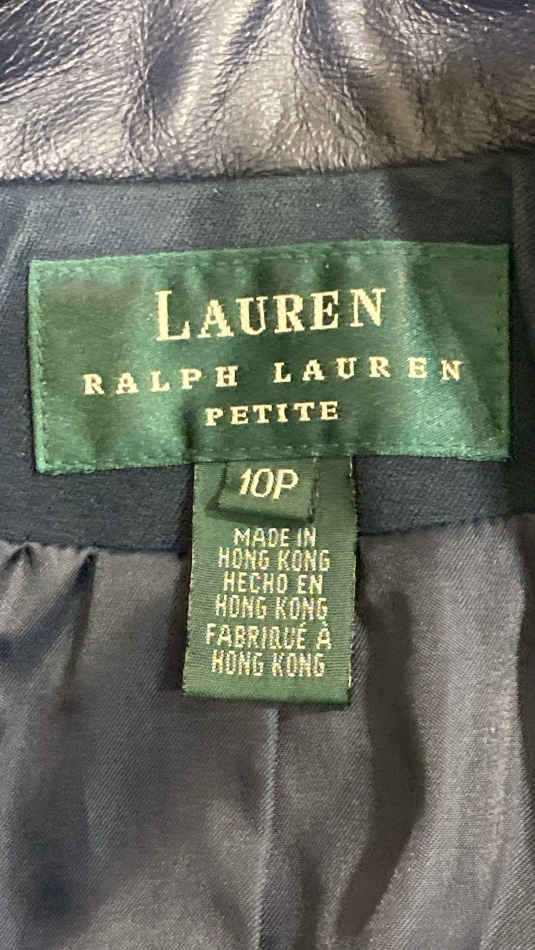 LAUREN
RALPH LAUREN
PETITE
10P
MADE IN
HONG KONG
HECHO EN
HONG KONG
FABRIQUÉ À
HONG KONG